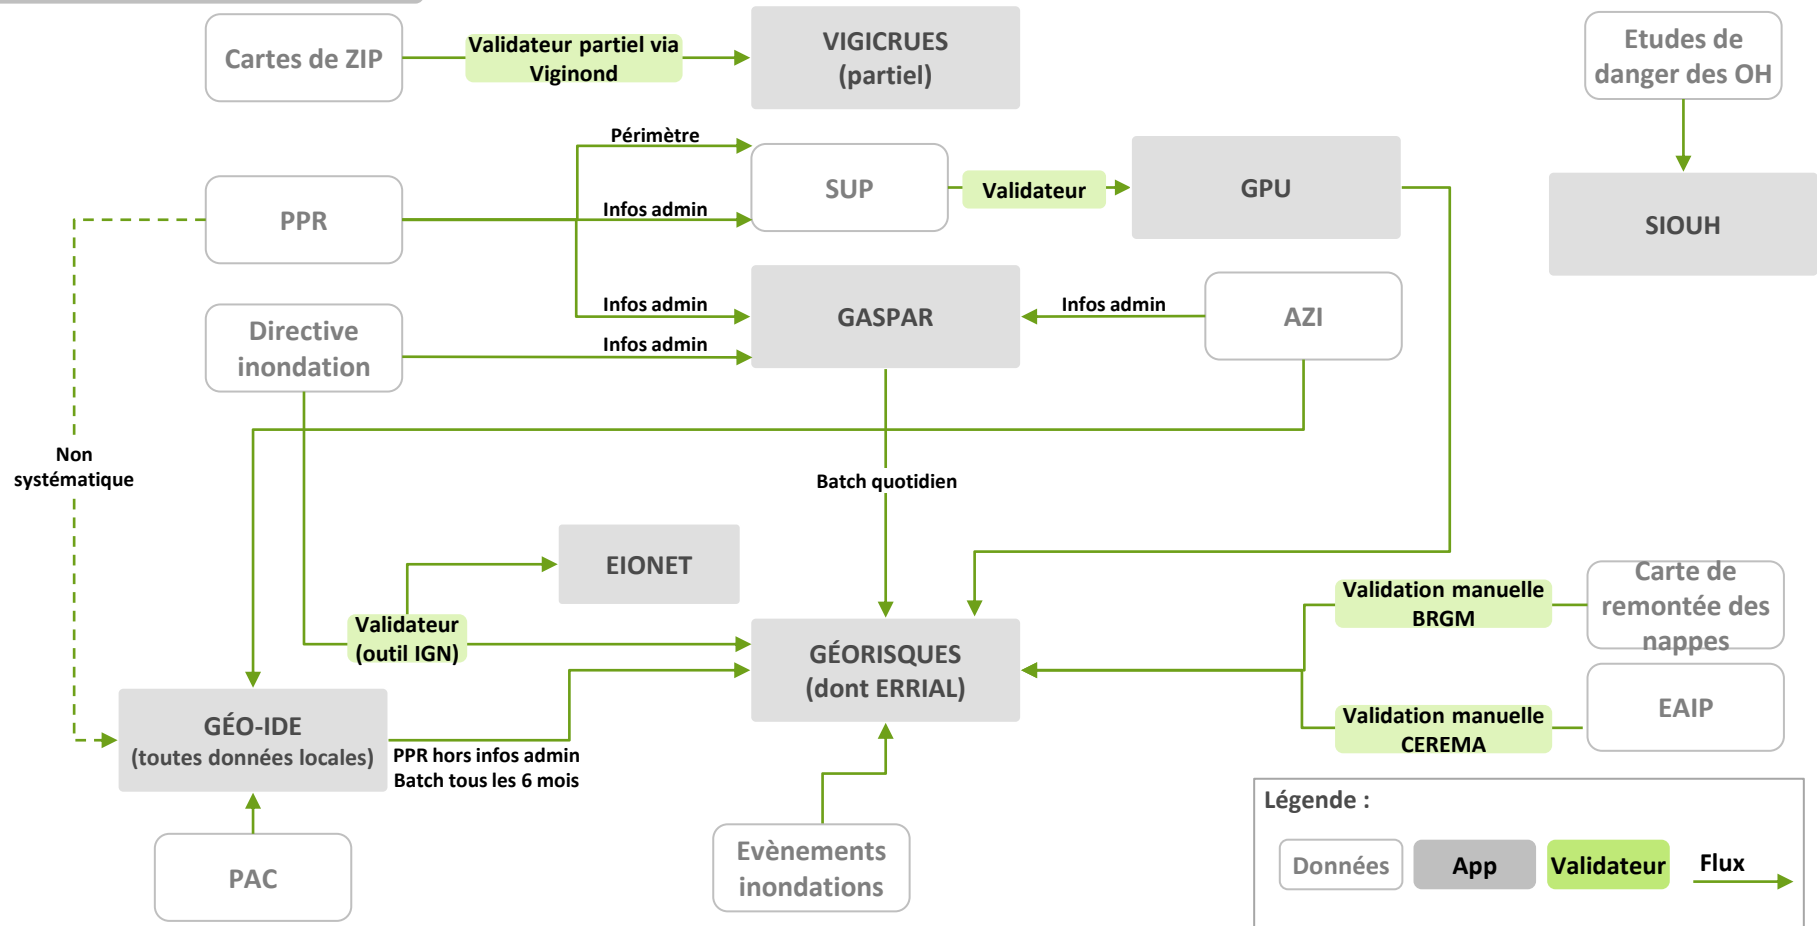 Cartes de ZIP
Validateur partiel via
Viginond
VIGICRUES
(partiel)
Etudes de
danger des OH
Périmètre
SUP
Validateur
GPU
PPR
Infos admin
SIOUH
Infos admin
GASPAR
Infos admin
AZI
Directive
inondation
Infos admin
Non
systématique
Batch quotidien
EIONET
Validateur
(outil IGN)
GÉORISQUES
(dont ERRIAL)
Validation manuelle
BRGM
Carte de
remontée des
nappes
Validation manuelle
CEREMA
EAIP
GÉO-IDE
(toutes données locales)
PPR hors infos admin
Batch tous les 6 mois
PAC
Evènements
inondations
Légende :
Données
App
Validateur
Flux